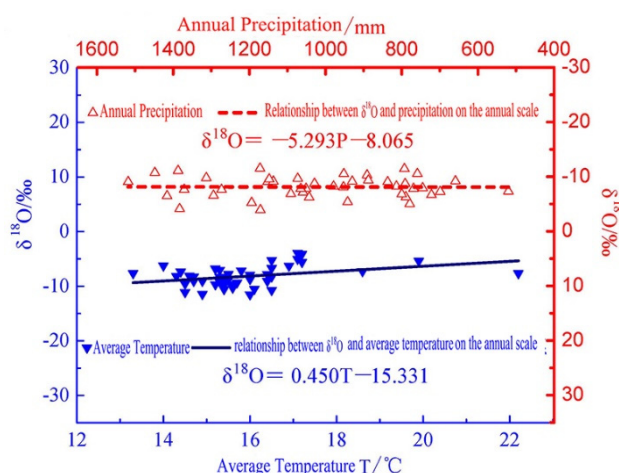 Annual Precipitation/mm
1600 1400 1200 1000 800 600 400
30 -30
Annual Precipitation Relationship between δ¹⁸O and precipitation on the annual scale
20 -20
δ¹⁸O= -5.293P-8.065
10 -10
0 0
-10 10
Average Temperature relationship between δ¹⁸O and average temperature on the annual scale
-20 20
δ¹⁸O= 0.450T-15.331
-30 30
δ¹⁸O/‰
δ¹⁸O/‰
12 14 16 18 20 22
Average Temperature T/℃